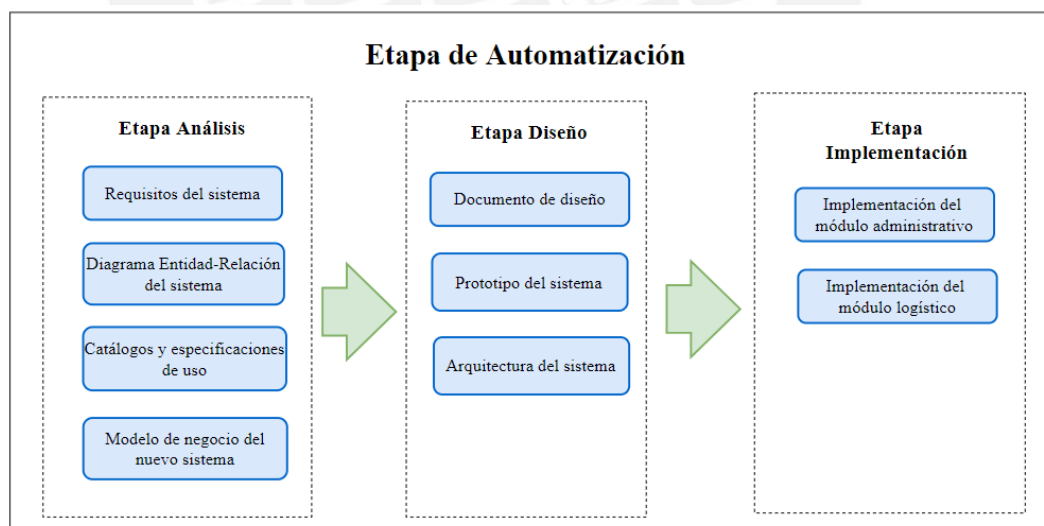 Etapa de Automatización
Etapa Análisis
Requisitos del sistema
Diagrama Entidad-Relación
del sistema
Catálogos y especificaciones
de uso
Modelo de negocio del
nuevo sistema
Etapa Diseño
Documento de diseño
Prototipo del sistema
Arquitectura del sistema
Etapa
Implementación
Implementación del
módulo administrativo
Implementación del
módulo logístico